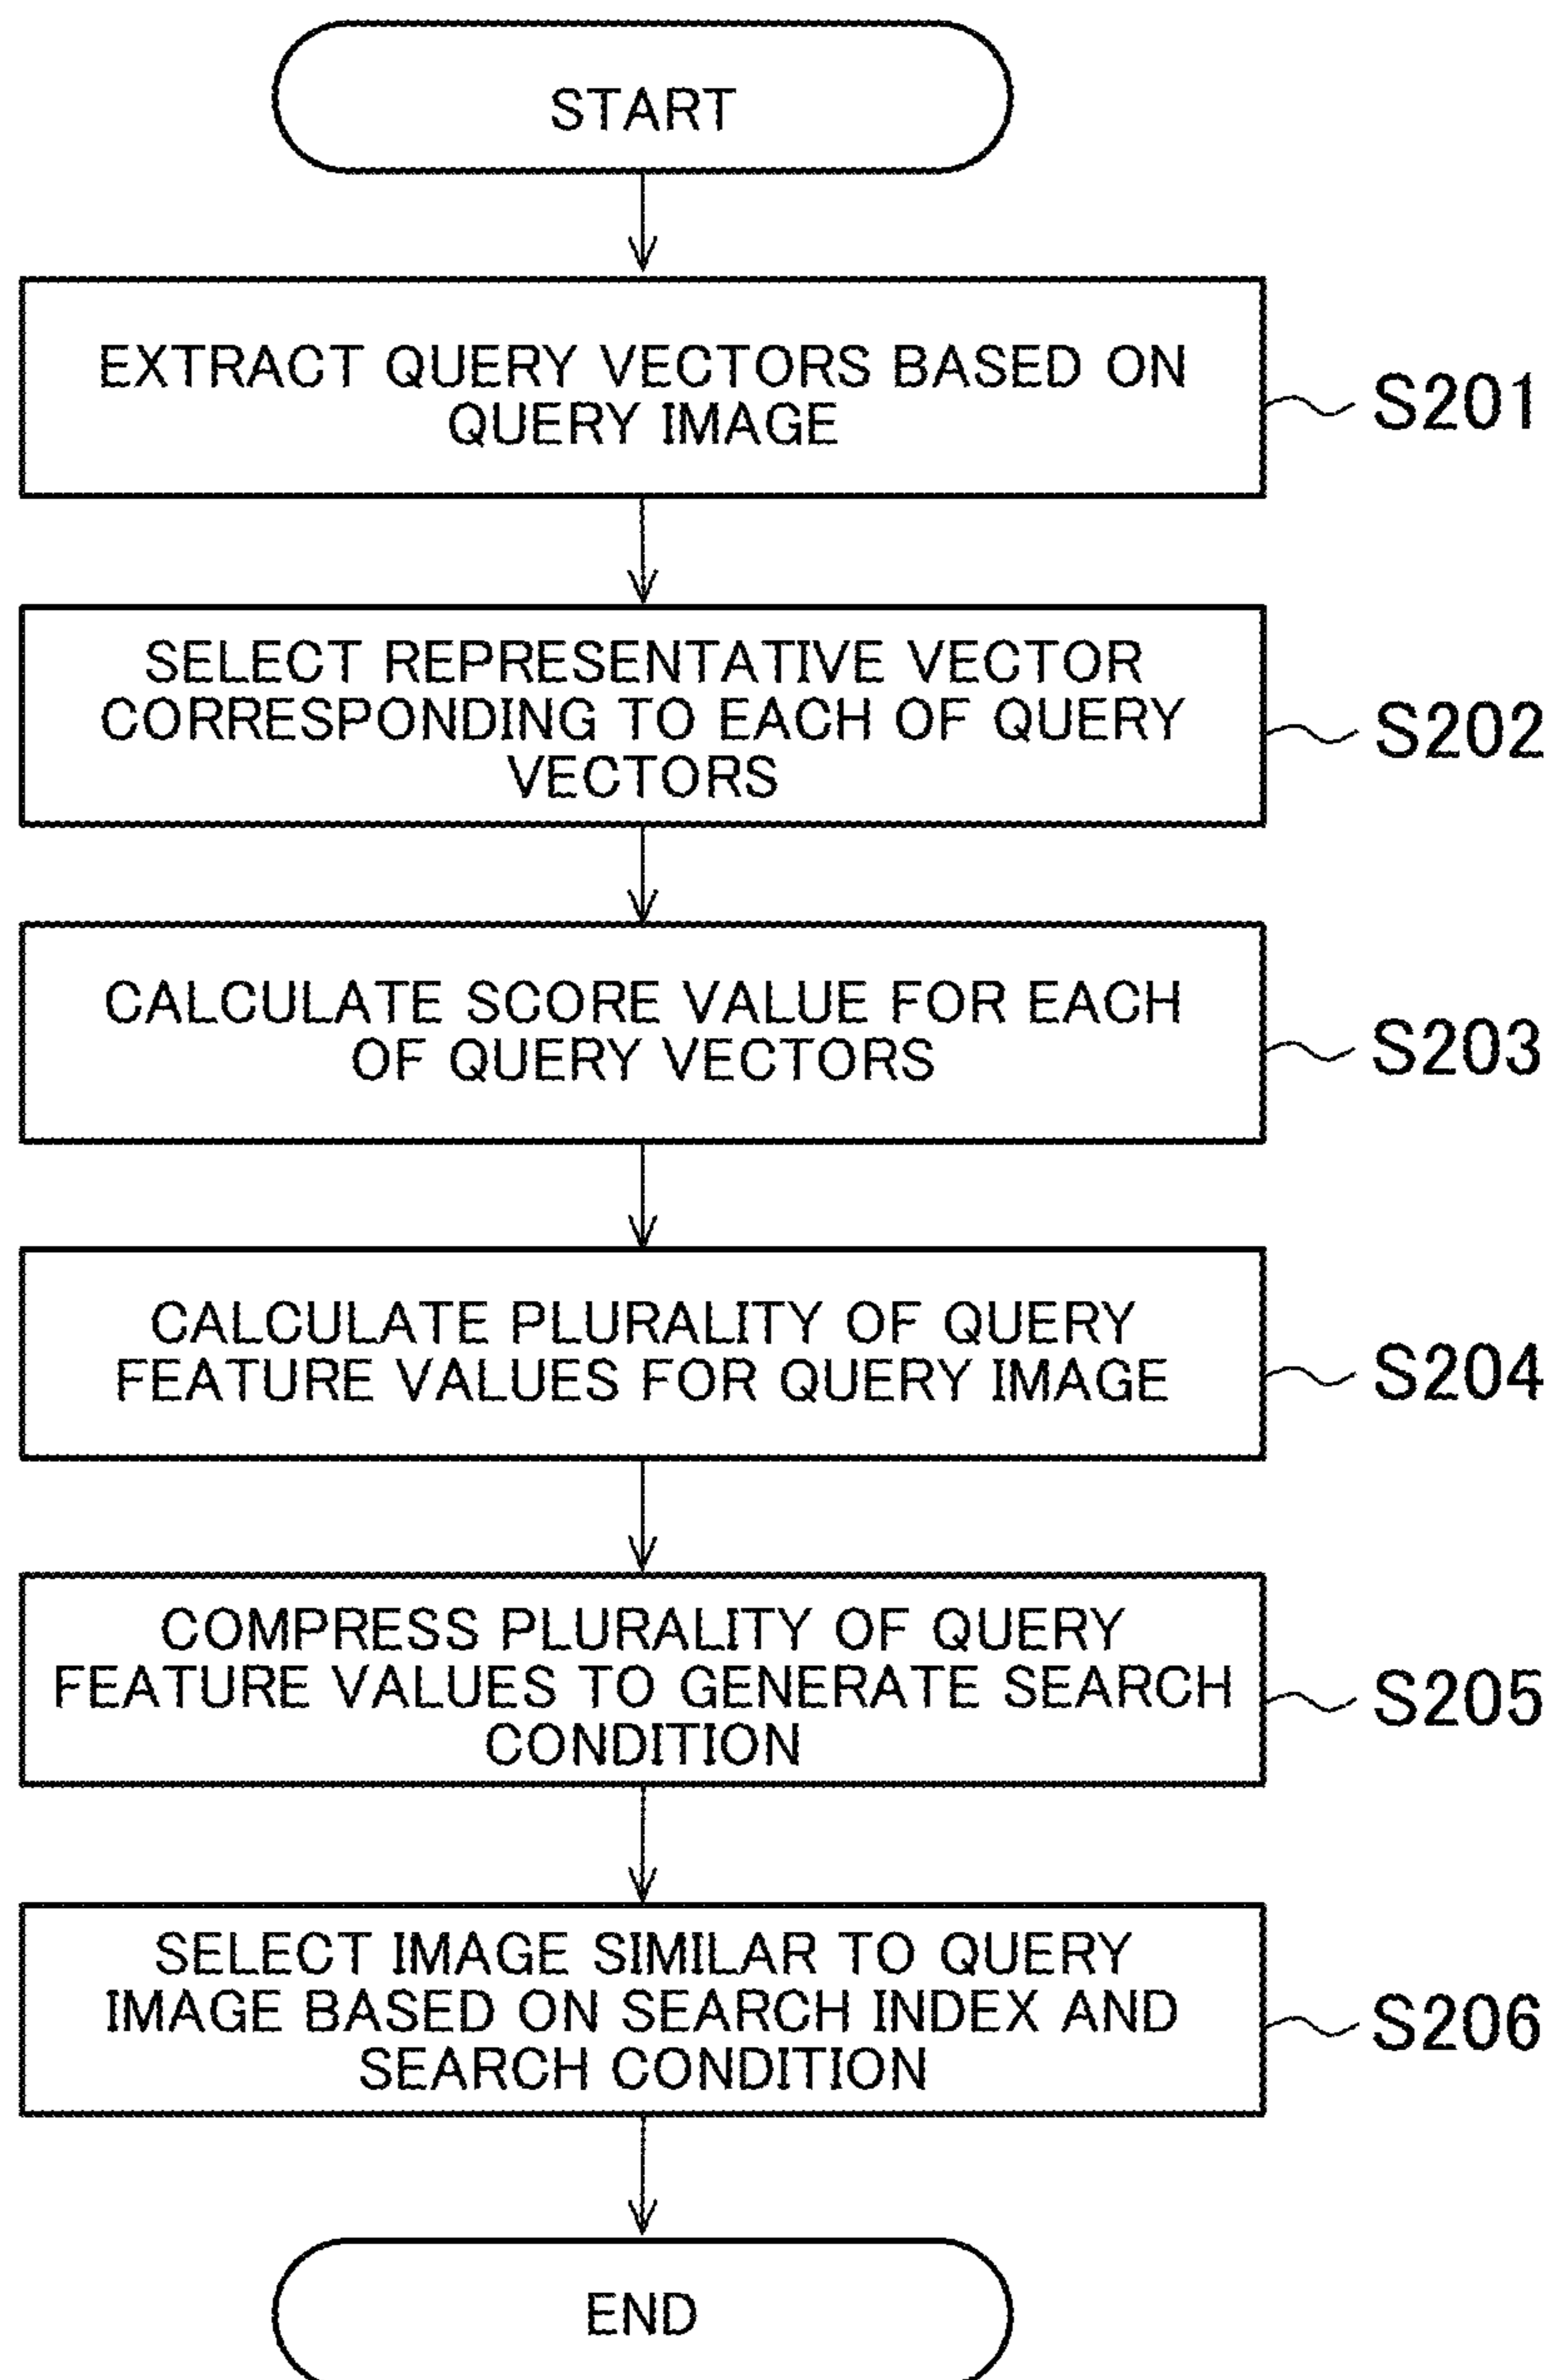 START
EXTRACT QUERY VECTORS BASED ON
QUERY IMAGE
S201
SELECT REPRESENTATIVE VECTOR
CORRESPONDING TO EACH OF QUERY
VECTORS
S202
CALCULATE SCORE VALUE FOR EACH
OF QUERY VECTORS
S203
CALCULATE PLURALITY OF QUERY
FEATURE VALUES FOR QUERY IMAGE
S204
COMPRESS PLURALITY OF QUERY
FEATURE VALUES TO GENERATE SEARCH
CONDITION
S205
SELECT IMAGE SIMILAR TO QUERY
IMAGE BASED ON SEARCH INDEX AND
SEARCH CONDITION
S206
END